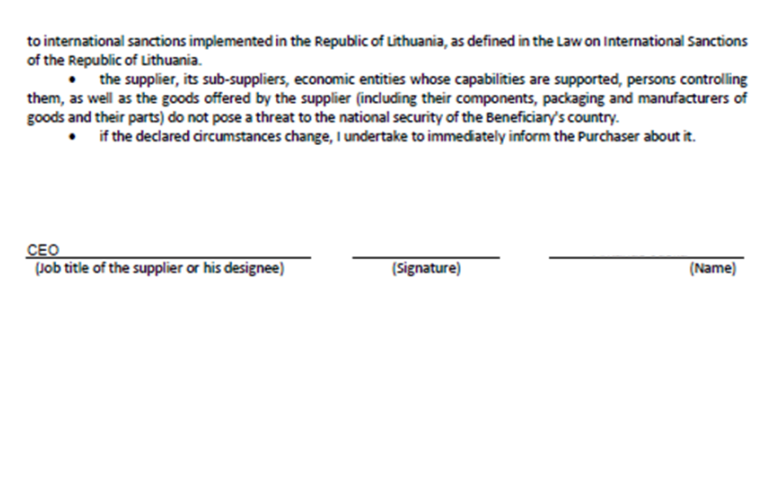 to international sanctions implemented in the Republic of Lithuania, as defined in the Law on International Sanctions
of the Republic of Lithuania.
• the supplier, its sub-suppliers, economic entities whose capabilities are supported, persons controlling
them, as well as the goods offered by the supplier (including their components, packaging and manufacturers of
goods and their parts) do not pose a threat to the national security of the Beneficiary's country.
• if the declared circumstances change, I undertake to immediately inform the Purchaser about it.
CEO
(Job title of the supplier or his designee) (Signature) (Name)